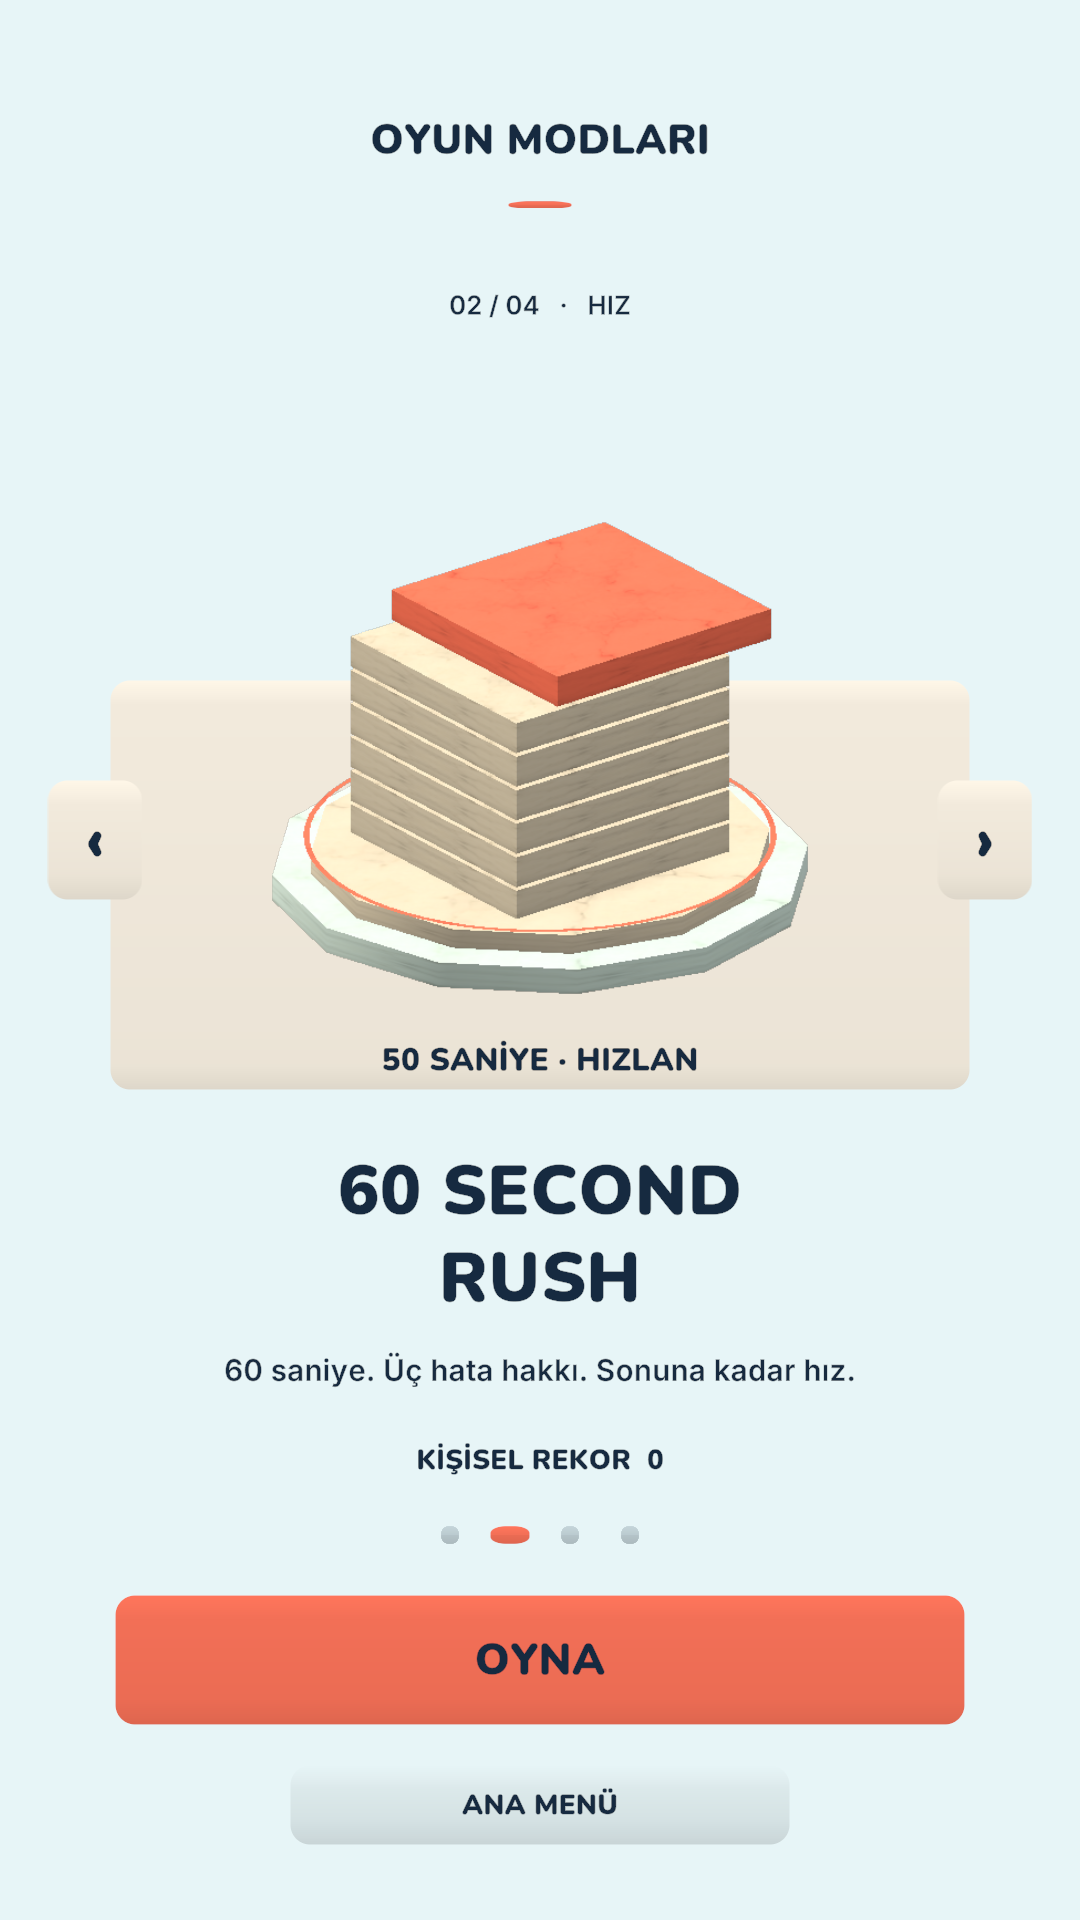 OYUN MODLARI
02 / 04 · HIZ
‹
›
50 SANİYE · HIZLAN
60 SECOND
RUSH
60 saniye. Üç hata hakkı. Sonuna kadar hız.
KİŞİSEL REKOR 0
OYNA
ANA MENÜ